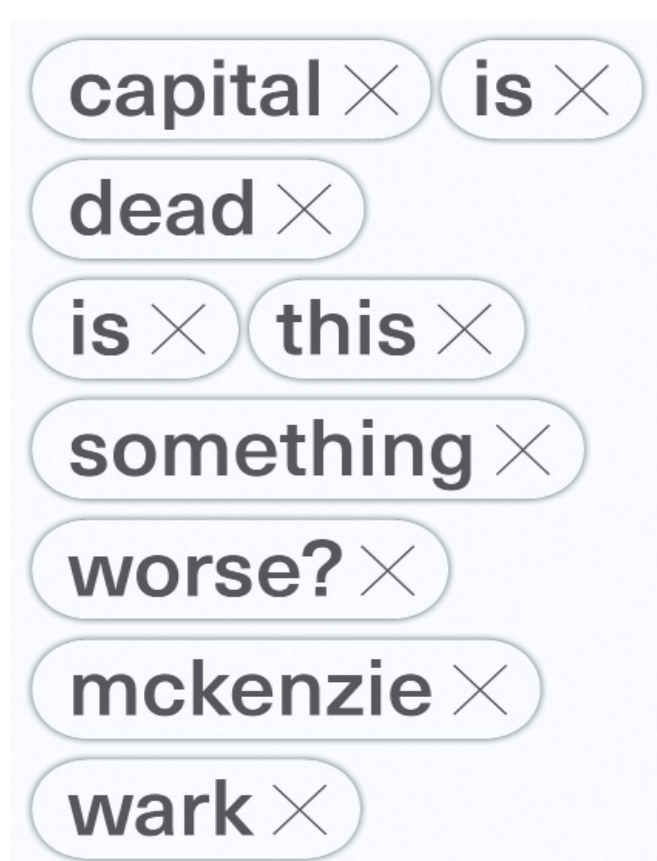 capital is
dead
is this
something
worse?
mckenzie
wark